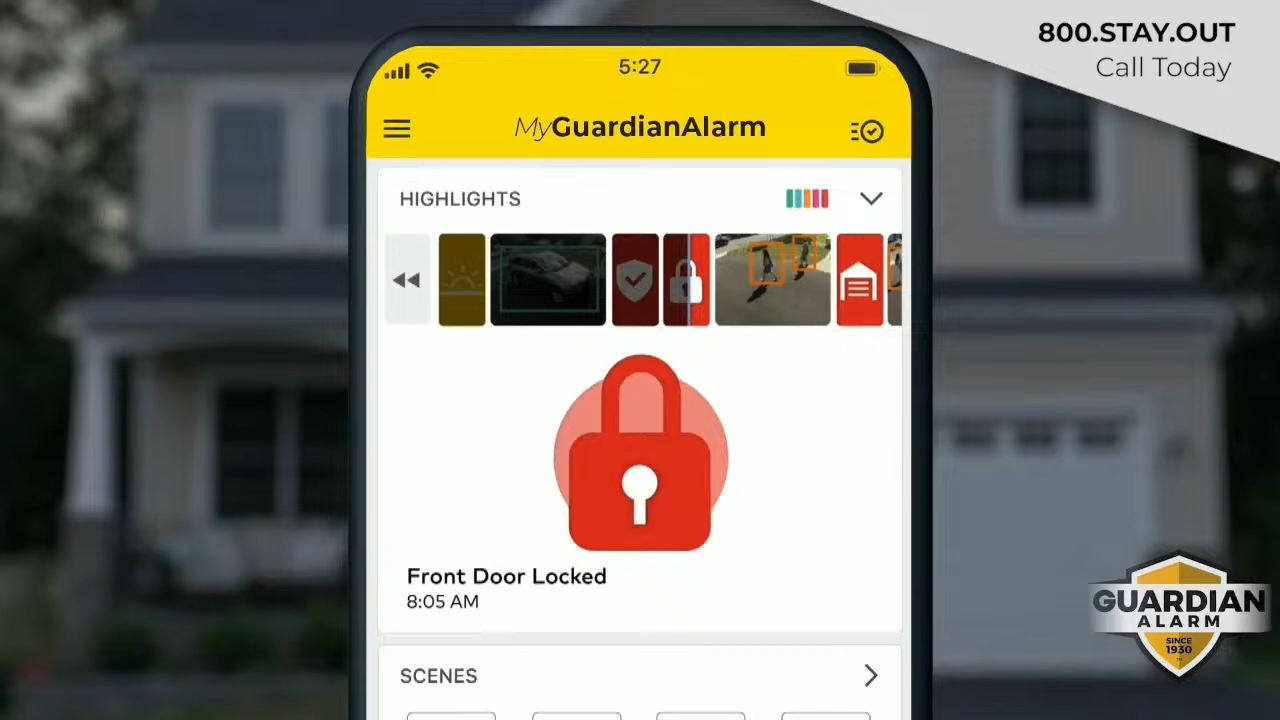 800.STAY.OUT
Call Today
5:27
MyGuardianAlarm
HIGHLIGHTS
Front Door Locked
8:05 AM
SCENES
GUARDIAN
ALARM
SINCE
1930